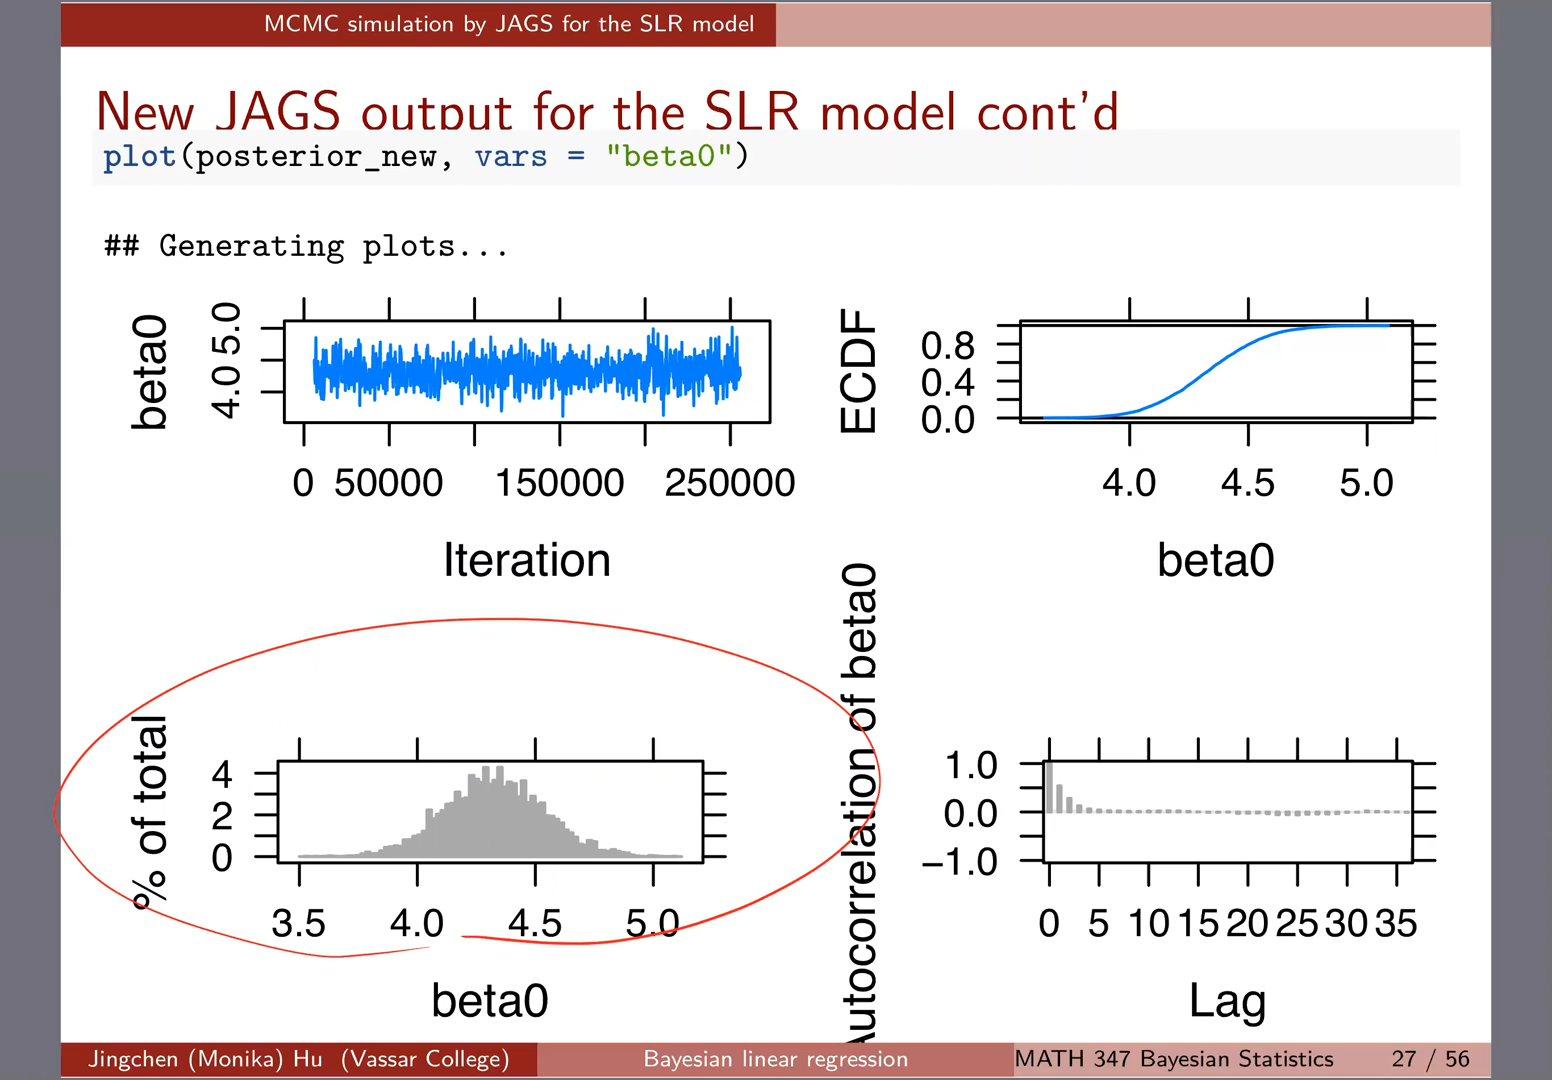 MCMC simulation by JAGS for the SLR model
New JAGS output for the SLR model cont'd
plot(posterior_new, vars = "beta0")
## Generating plots...
beta0
4.0 5.0
0 50000 150000 250000
Iteration
ECDF
0.8
0.4
0.0
4.0 4.5 5.0
beta0
% of total
4
2
0
3.5 4.0 4.5 5.0
beta0
Autocorrelation of beta0
1.0
0.0
−1.0
0 5 10 15 20 25 30 35
Lag
Jingchen (Monika) Hu (Vassar College) Bayesian linear regression MATH 347 Bayesian Statistics 27 / 56